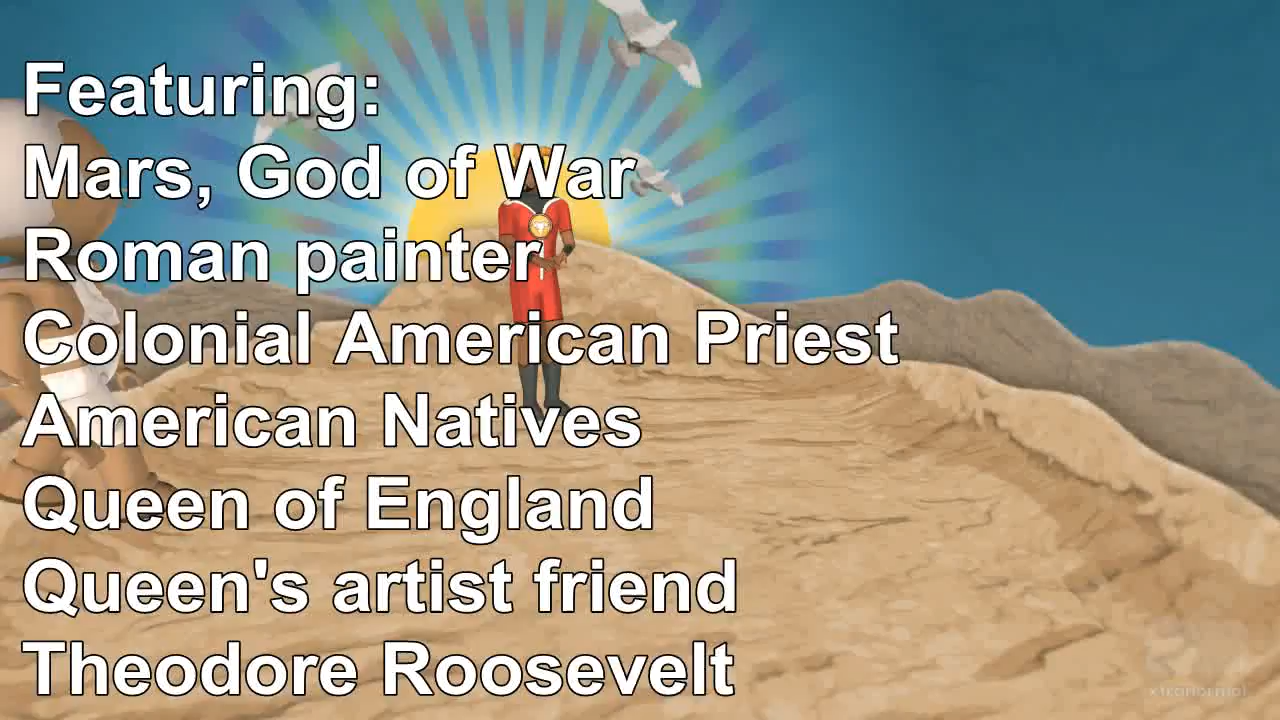 Featuring:
Mars, God of War
Roman painter
Colonial American Priest
American Natives
Queen of England
Queen's artist friend
Theodore Roosevelt
xtranormal